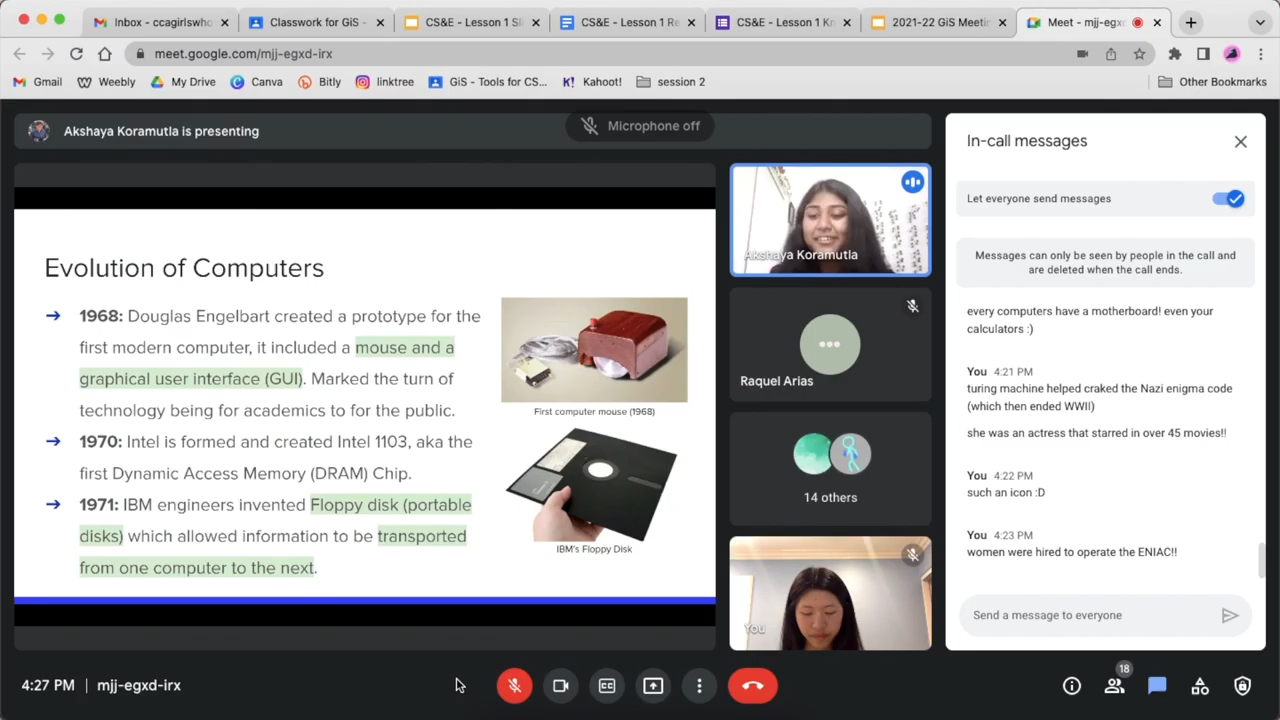 Inbox - ccagirlswho
Classwork for GiS -
CS&E - Lesson 1 Sli
CS&E - Lesson 1 Re
CS&E - Lesson 1 Kn
2021-22 GiS Meetin
Meet - mjj-egxd
meet.google.com/mjj-egxd-irx
Gmail
Weebly
My Drive
Canva
Bitly
linktree
GiS - Tools for CS...
K! Kahoot!
session 2
Other Bookmarks
Akshaya Koramutla is presenting
Microphone off
Evolution of Computers
→ 1968: Douglas Engelbart created a prototype for the
first modern computer, it included a mouse and a
graphical user interface (GUI). Marked the turn of
technology being for academics to for the public.
→ 1970: Intel is formed and created Intel 1103, aka the
first Dynamic Access Memory (DRAM) Chip.
→ 1971: IBM engineers invented Floppy disk (portable
disks) which allowed information to be transported
from one computer to the next.
First computer mouse (1968)
IBM's Floppy Disk
Akshaya Koramutla
Raquel Arias
14 others
You
In-call messages
Let everyone send messages
Messages can only be seen by people in the call and
are deleted when the call ends.
every computers have a motherboard! even your
calculators :)
You 4:21 PM
turing machine helped craked the Nazi enigma code
(which then ended WWII)
she was an actress that starred in over 45 movies!!
You 4:22 PM
such an icon :D
You 4:23 PM
women were hired to operate the ENIAC!!
Send a message to everyone
4:27 PM | mjj-egxd-irx
CC
18